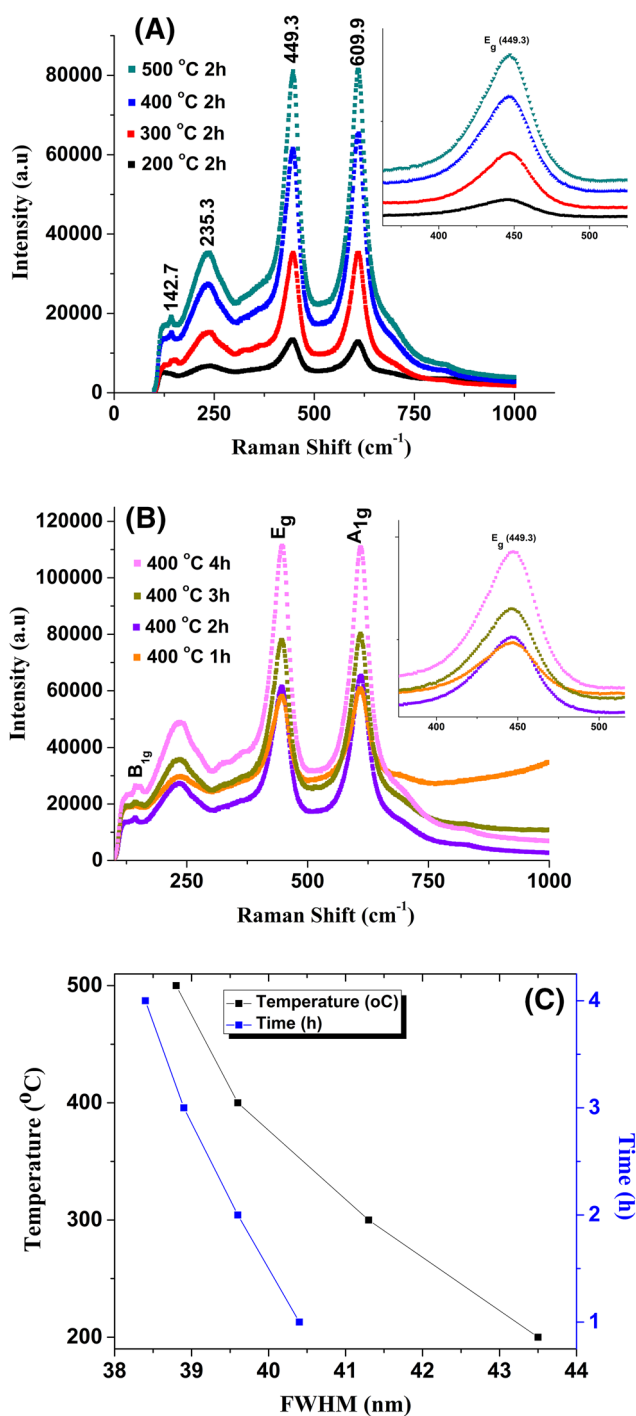 (A)
500 °C 2h
400 °C 2h
300 °C 2h
200 °C 2h
142.7
235.3
449.3
609.9
Eg (449.3)
400 450 500
80000
60000
40000
20000
0
Intensity (a.u)
0 250 500 750 1000
Raman Shift (cm-1)
(B)
400 °C 4h
400 °C 3h
400 °C 2h
400 °C 1h
B1g
Eg
A1g
Eg (449.3)
400 450 500
120000
100000
80000
60000
40000
20000
0
Intensity (a.u)
250 500 750 1000
Raman Shift (cm-1)
(C)
Temperature (oC)
Time (h)
500
400
300
200
Temperature (⁰C)
4
3
2
1
Time (h)
38 39 40 41 42 43 44
FWHM (nm)